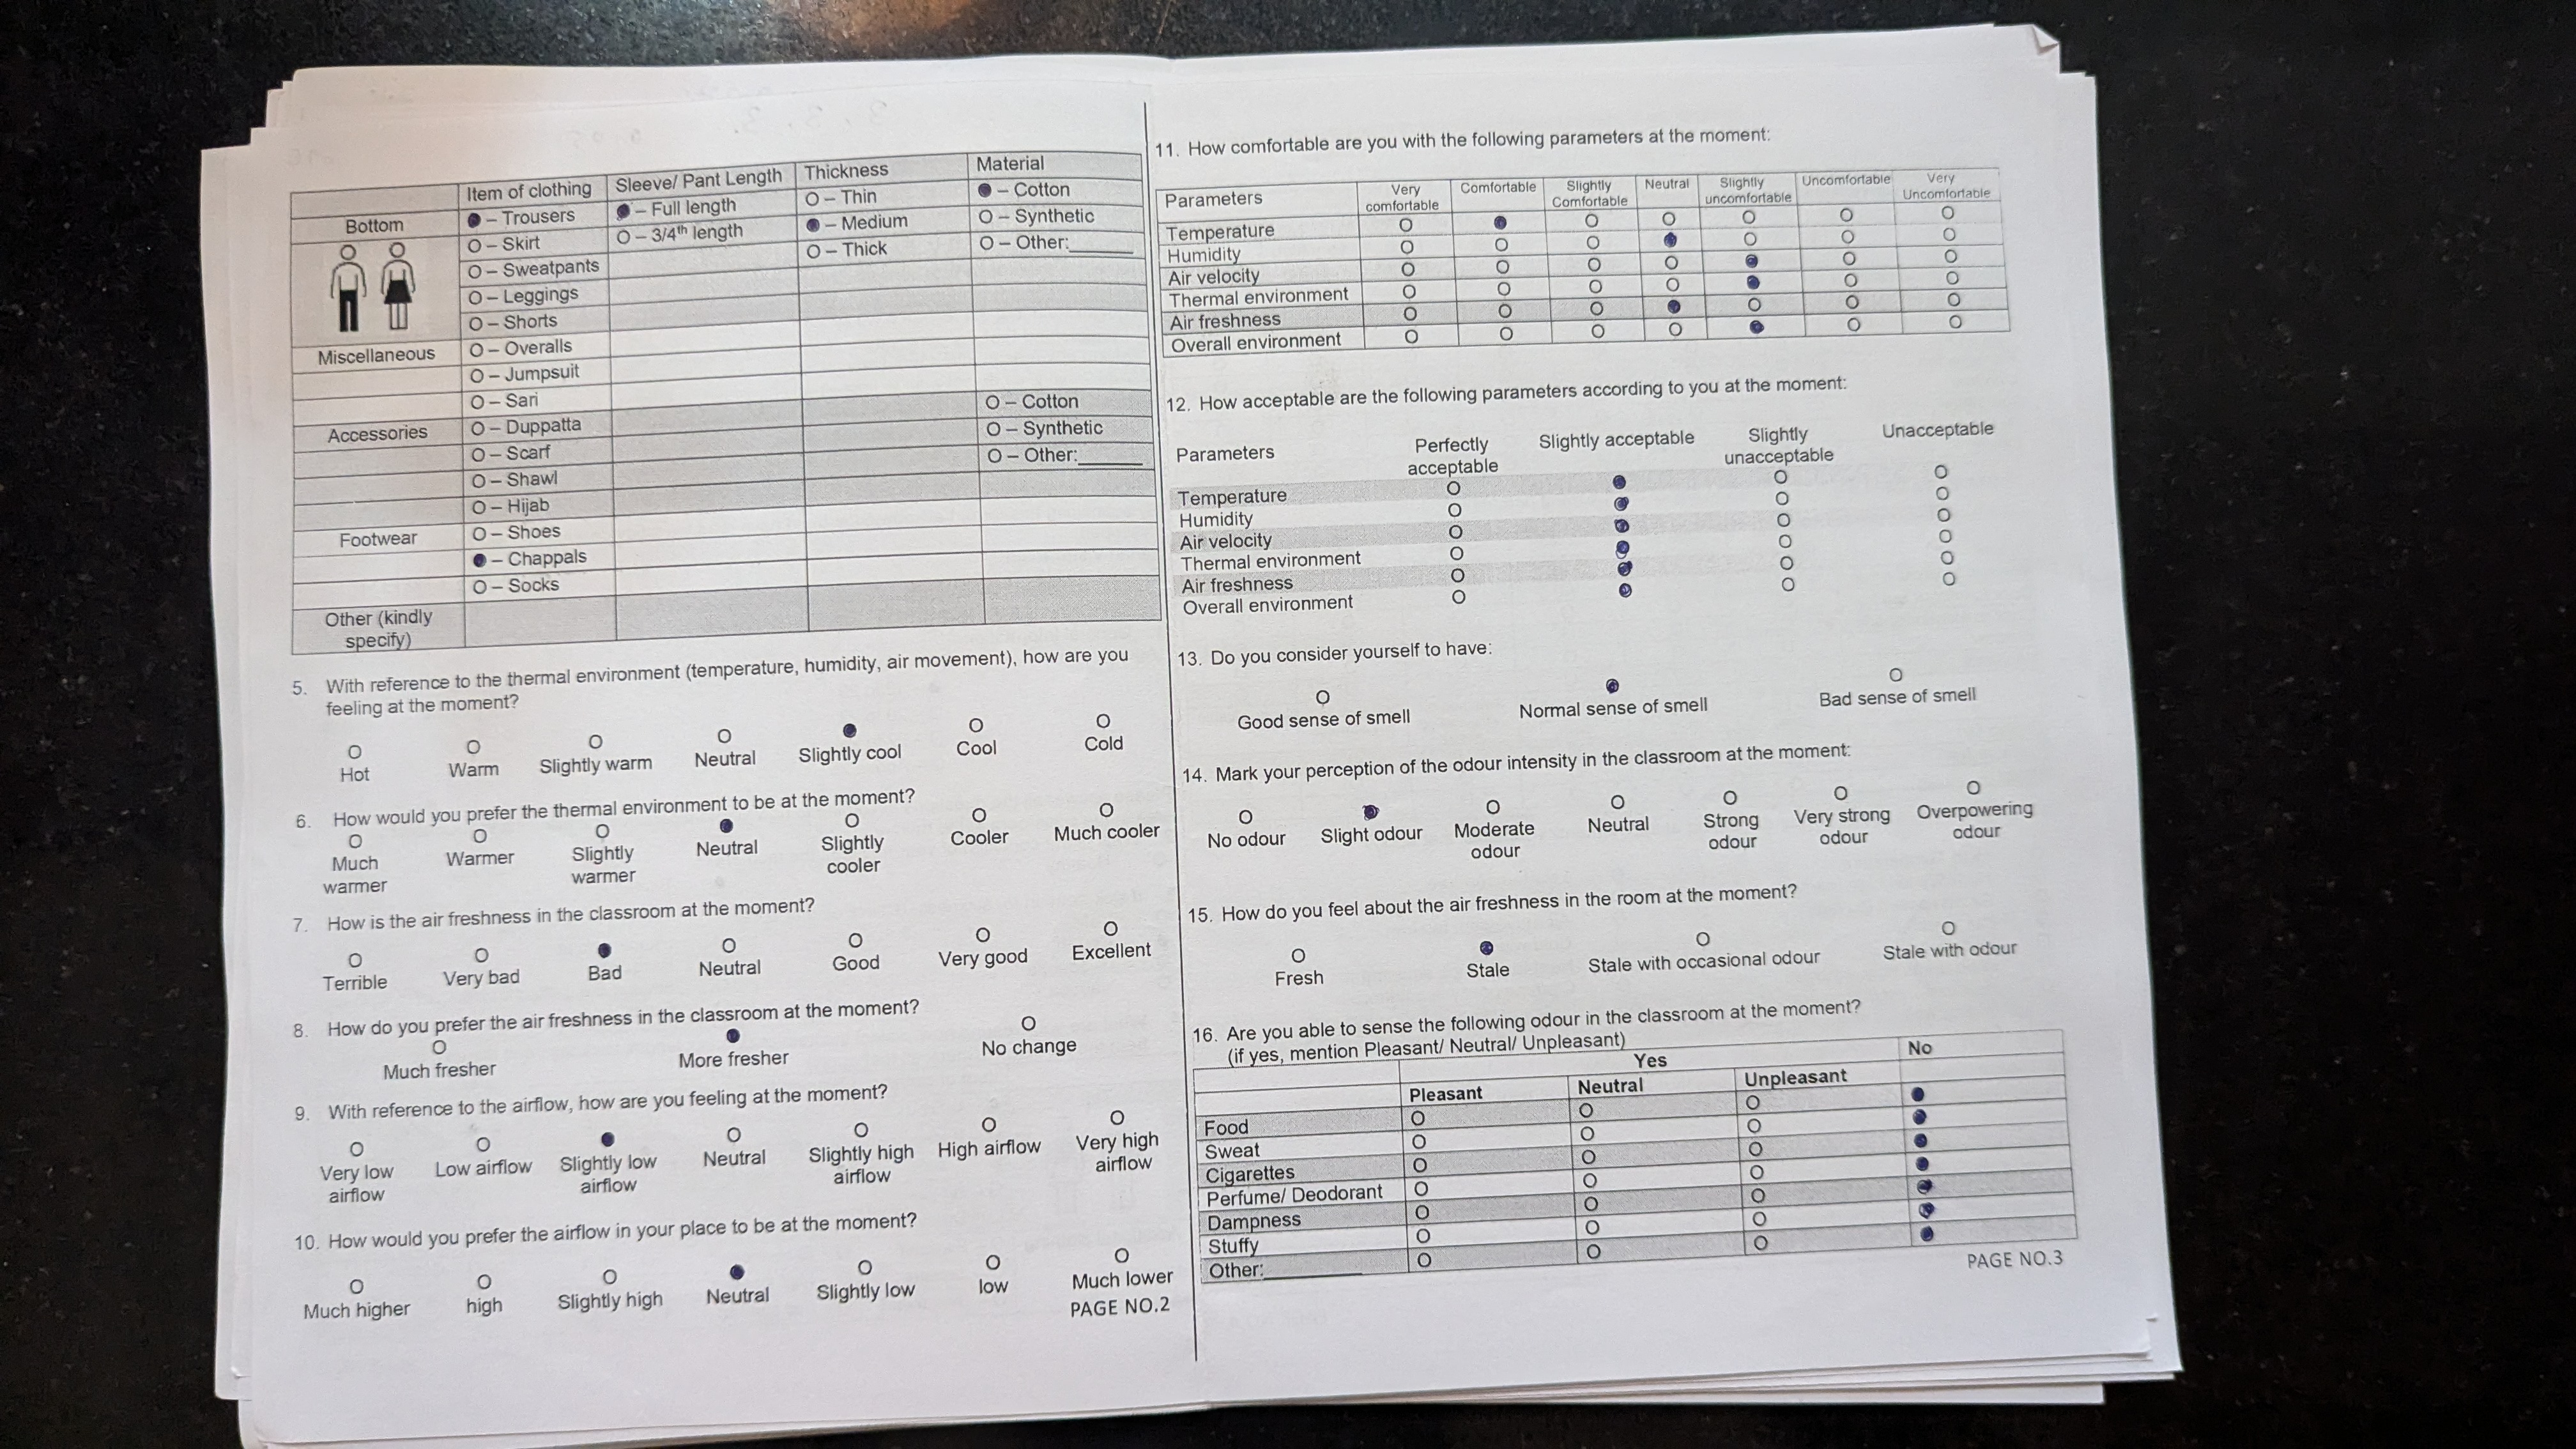 Item of clothing Sleeve/ Pant Length Thickness Material
Bottom ● – Trousers ● – Full length O – Thin ● – Cotton
O – Skirt O – 3/4th length ● – Medium O – Synthetic
O – Sweatpants O – Thick O – Other:______
O – Leggings
O – Shorts
Miscellaneous O – Overalls
O – Jumpsuit
O – Sari
Accessories O – Duppatta O – Cotton
O – Scarf O – Synthetic
O – Shawl O – Other:______
O – Hijab
Footwear O – Shoes
● – Chappals
O – Socks
Other (kindly
specify)
5. With reference to the thermal environment (temperature, humidity, air movement), how are you
feeling at the moment?
O O O O ● O O
Hot Warm Slightly warm Neutral Slightly cool Cool Cold
6. How would you prefer the thermal environment to be at the moment?
O O O ● O O O
Much Warmer Slightly Neutral Slightly Cooler Much cooler
warmer warmer cooler
7. How is the air freshness in the classroom at the moment?
O O ● O O O O
Terrible Very bad Bad Neutral Good Very good Excellent
8. How do you prefer the air freshness in the classroom at the moment?
O ● O
Much fresher More fresher No change
9. With reference to the airflow, how are you feeling at the moment?
O O ● O O O O
Very low Low airflow Slightly low Neutral Slightly high High airflow Very high
airflow airflow airflow airflow
10. How would you prefer the airflow in your place to be at the moment?
O O O ● O O O
Much higher high Slightly high Neutral Slightly low low Much lower
PAGE NO.2
11. How comfortable are you with the following parameters at the moment:
Parameters Very Comfortable Slightly Neutral Slightly Uncomfortable Very
comfortable Comfortable uncomfortable Uncomfortable
Temperature O ● O O O O O
Humidity O O O ● O O O
Air velocity O O O O ● O O
Thermal environment O O O O ● O O
Air freshness O O O ● O O O
Overall environment O O O O ● O O
12. How acceptable are the following parameters according to you at the moment:
Parameters Perfectly Slightly acceptable Slightly Unacceptable
acceptable unacceptable
Temperature O ● O O
Humidity O ● O O
Air velocity O ● O O
Thermal environment O ● O O
Air freshness O ● O O
Overall environment O ● O O
13. Do you consider yourself to have:
O ● O
Good sense of smell Normal sense of smell Bad sense of smell
14. Mark your perception of the odour intensity in the classroom at the moment:
O ● O O O O O
No odour Slight odour Moderate Neutral Strong Very strong Overpowering
odour odour odour odour
15. How do you feel about the air freshness in the room at the moment?
O ● O O
Fresh Stale Stale with occasional odour Stale with odour
16. Are you able to sense the following odour in the classroom at the moment?
(if yes, mention Pleasant/ Neutral/ Unpleasant)
Yes No
Pleasant Neutral Unpleasant
Food O O O ●
Sweat O O O ●
Cigarettes O O O ●
Perfume/ Deodorant O O O ●
Dampness O O O ●
Stuffy O O O ●
Other:__________ O O O ●
PAGE NO.3